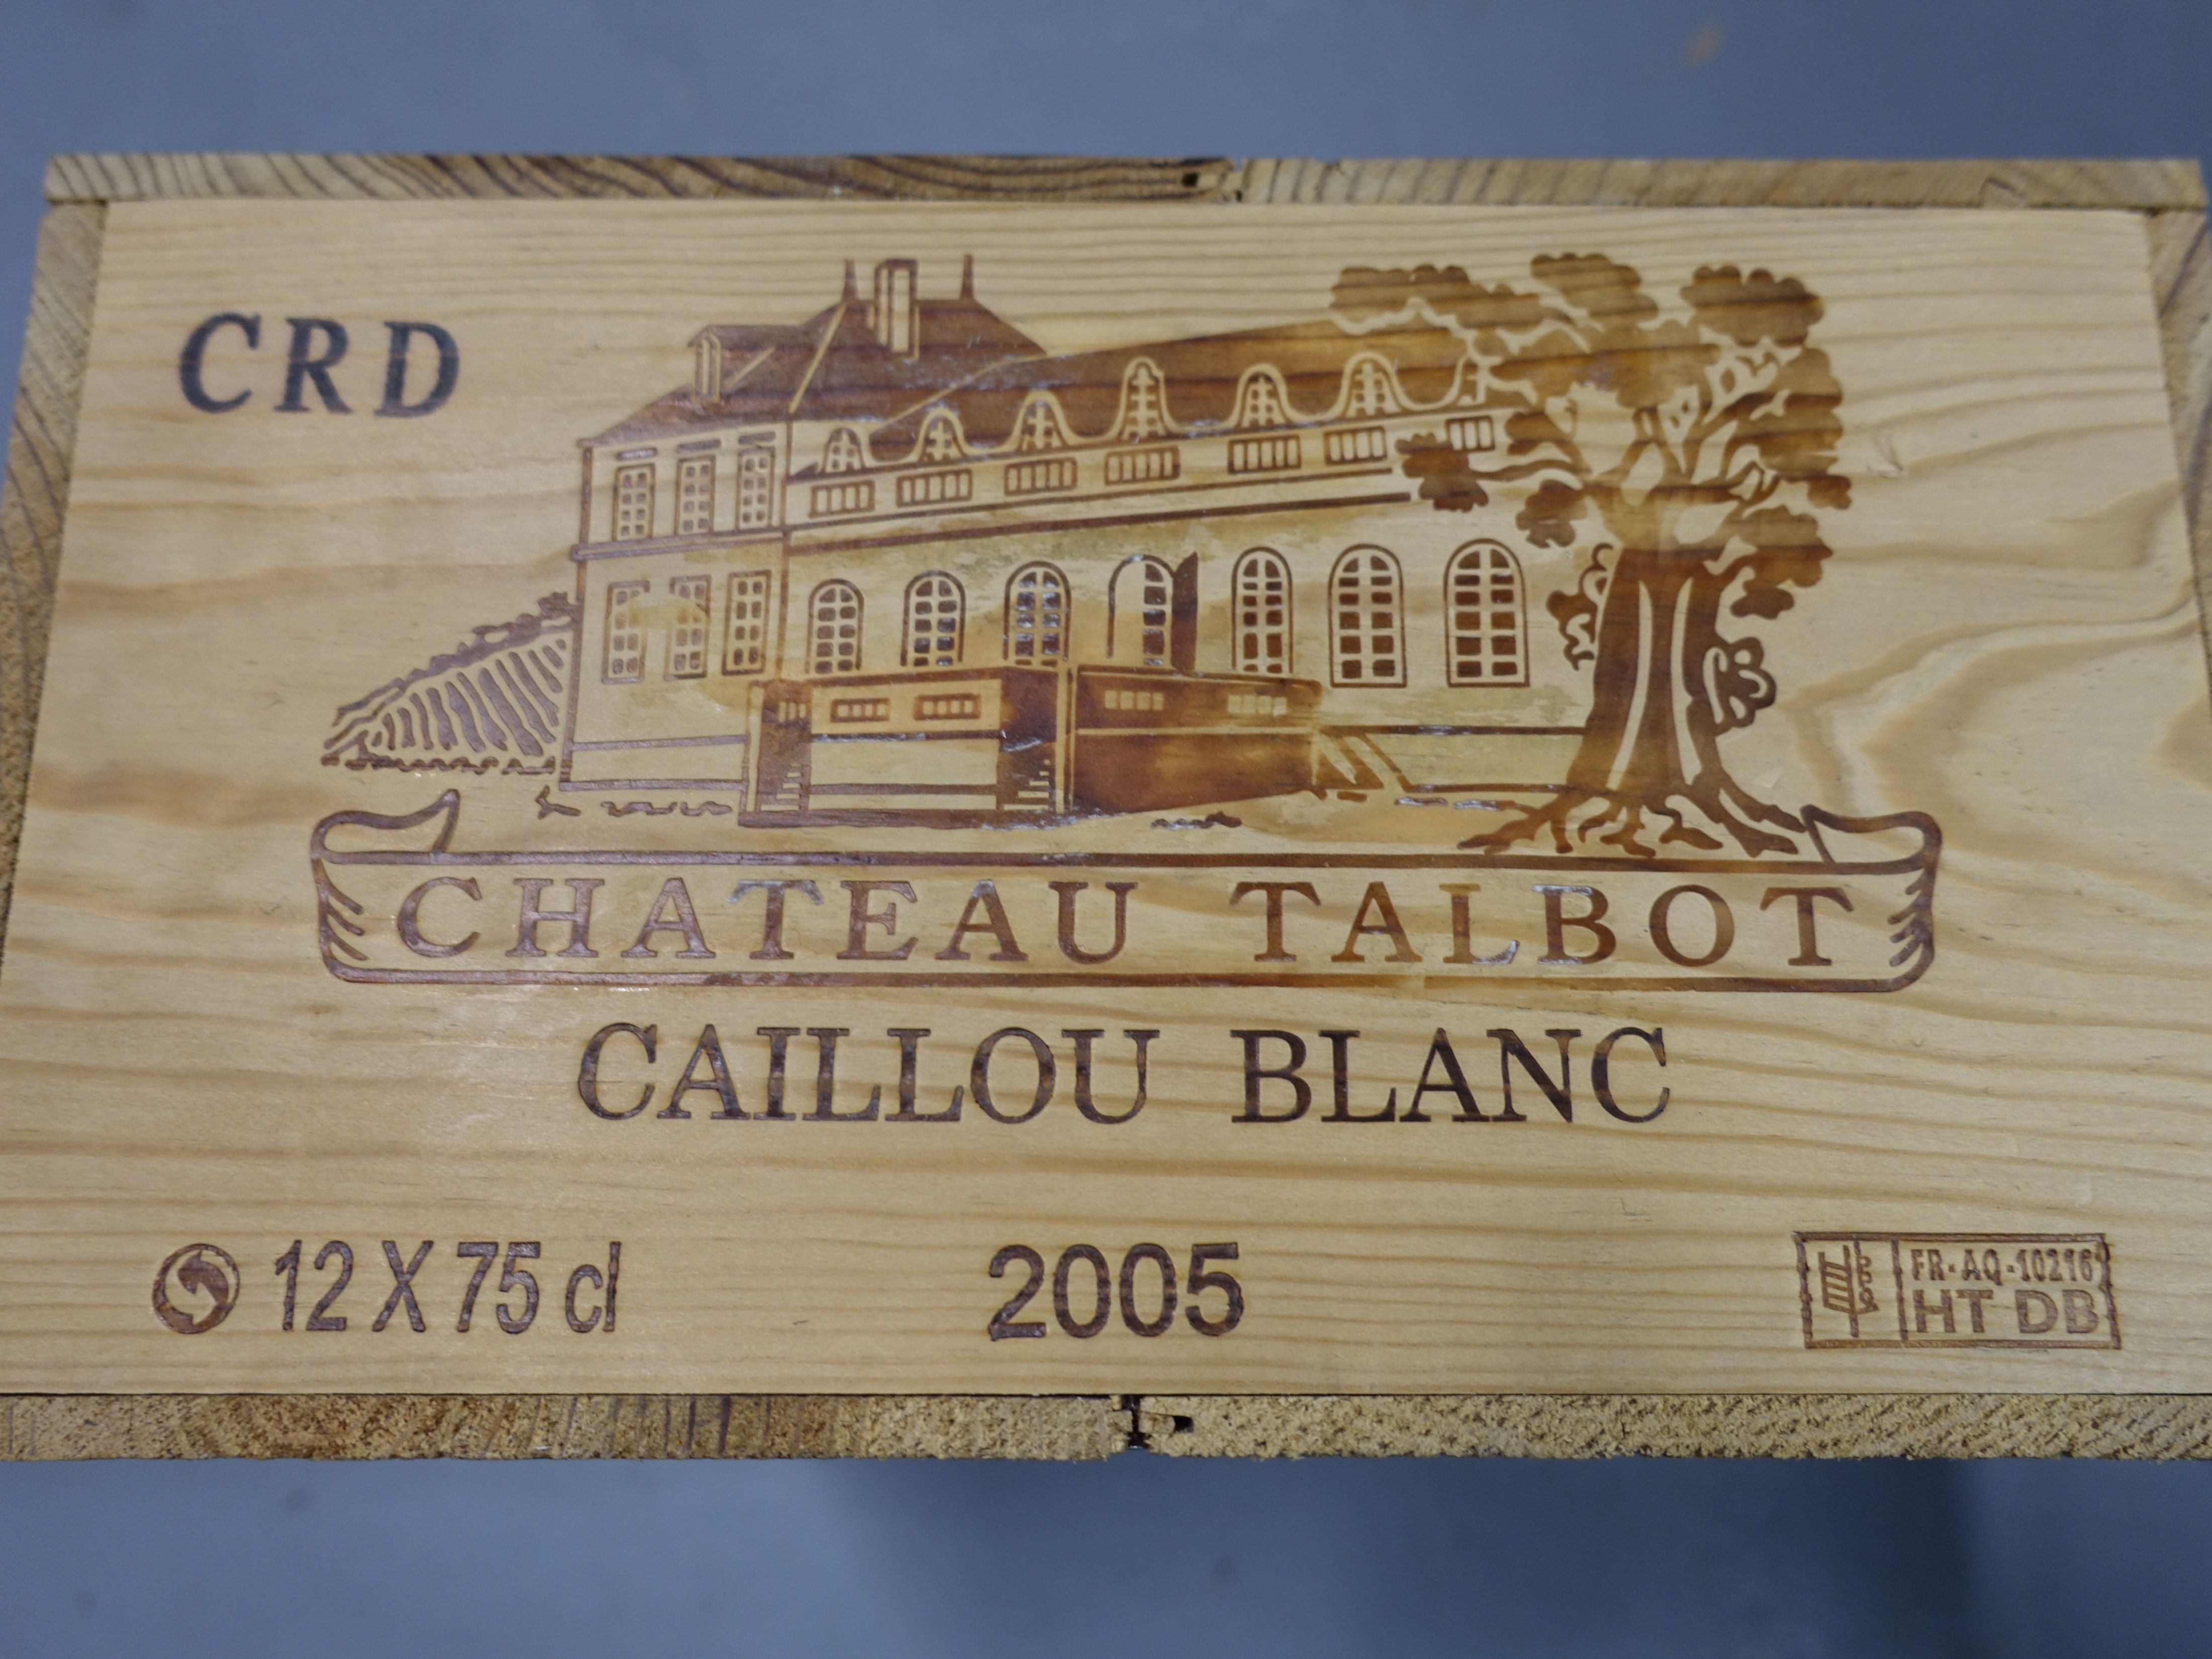 CRD
CHATEAU TALBOT
CAILLOU BLANC
12 X 75 cl
2005
FR-AQ-10216
HT DB